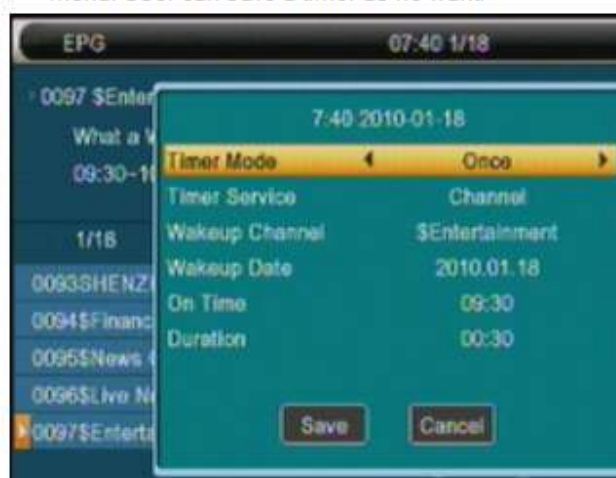 EPG 07:40 1/18
0097 $Enter
What a W
09:30~10
1/18
0093SHENZ
0094$Financ
0095$News
0096$Live Ne
0097$Enterta
7:40 2010-01-18
Timer Mode Once
Timer Service Channel
Wakeup Channel $Entertainment
Wakeup Date 2010.01.18
On Time 09:30
Duration 00:30
Save Cancel